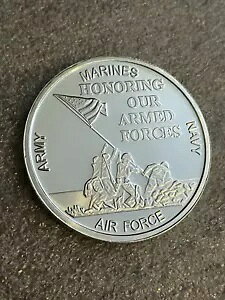 MARINES
HONORING
OUR
ARMED
FORCES
ARMY
NAVY
AIR FORCE